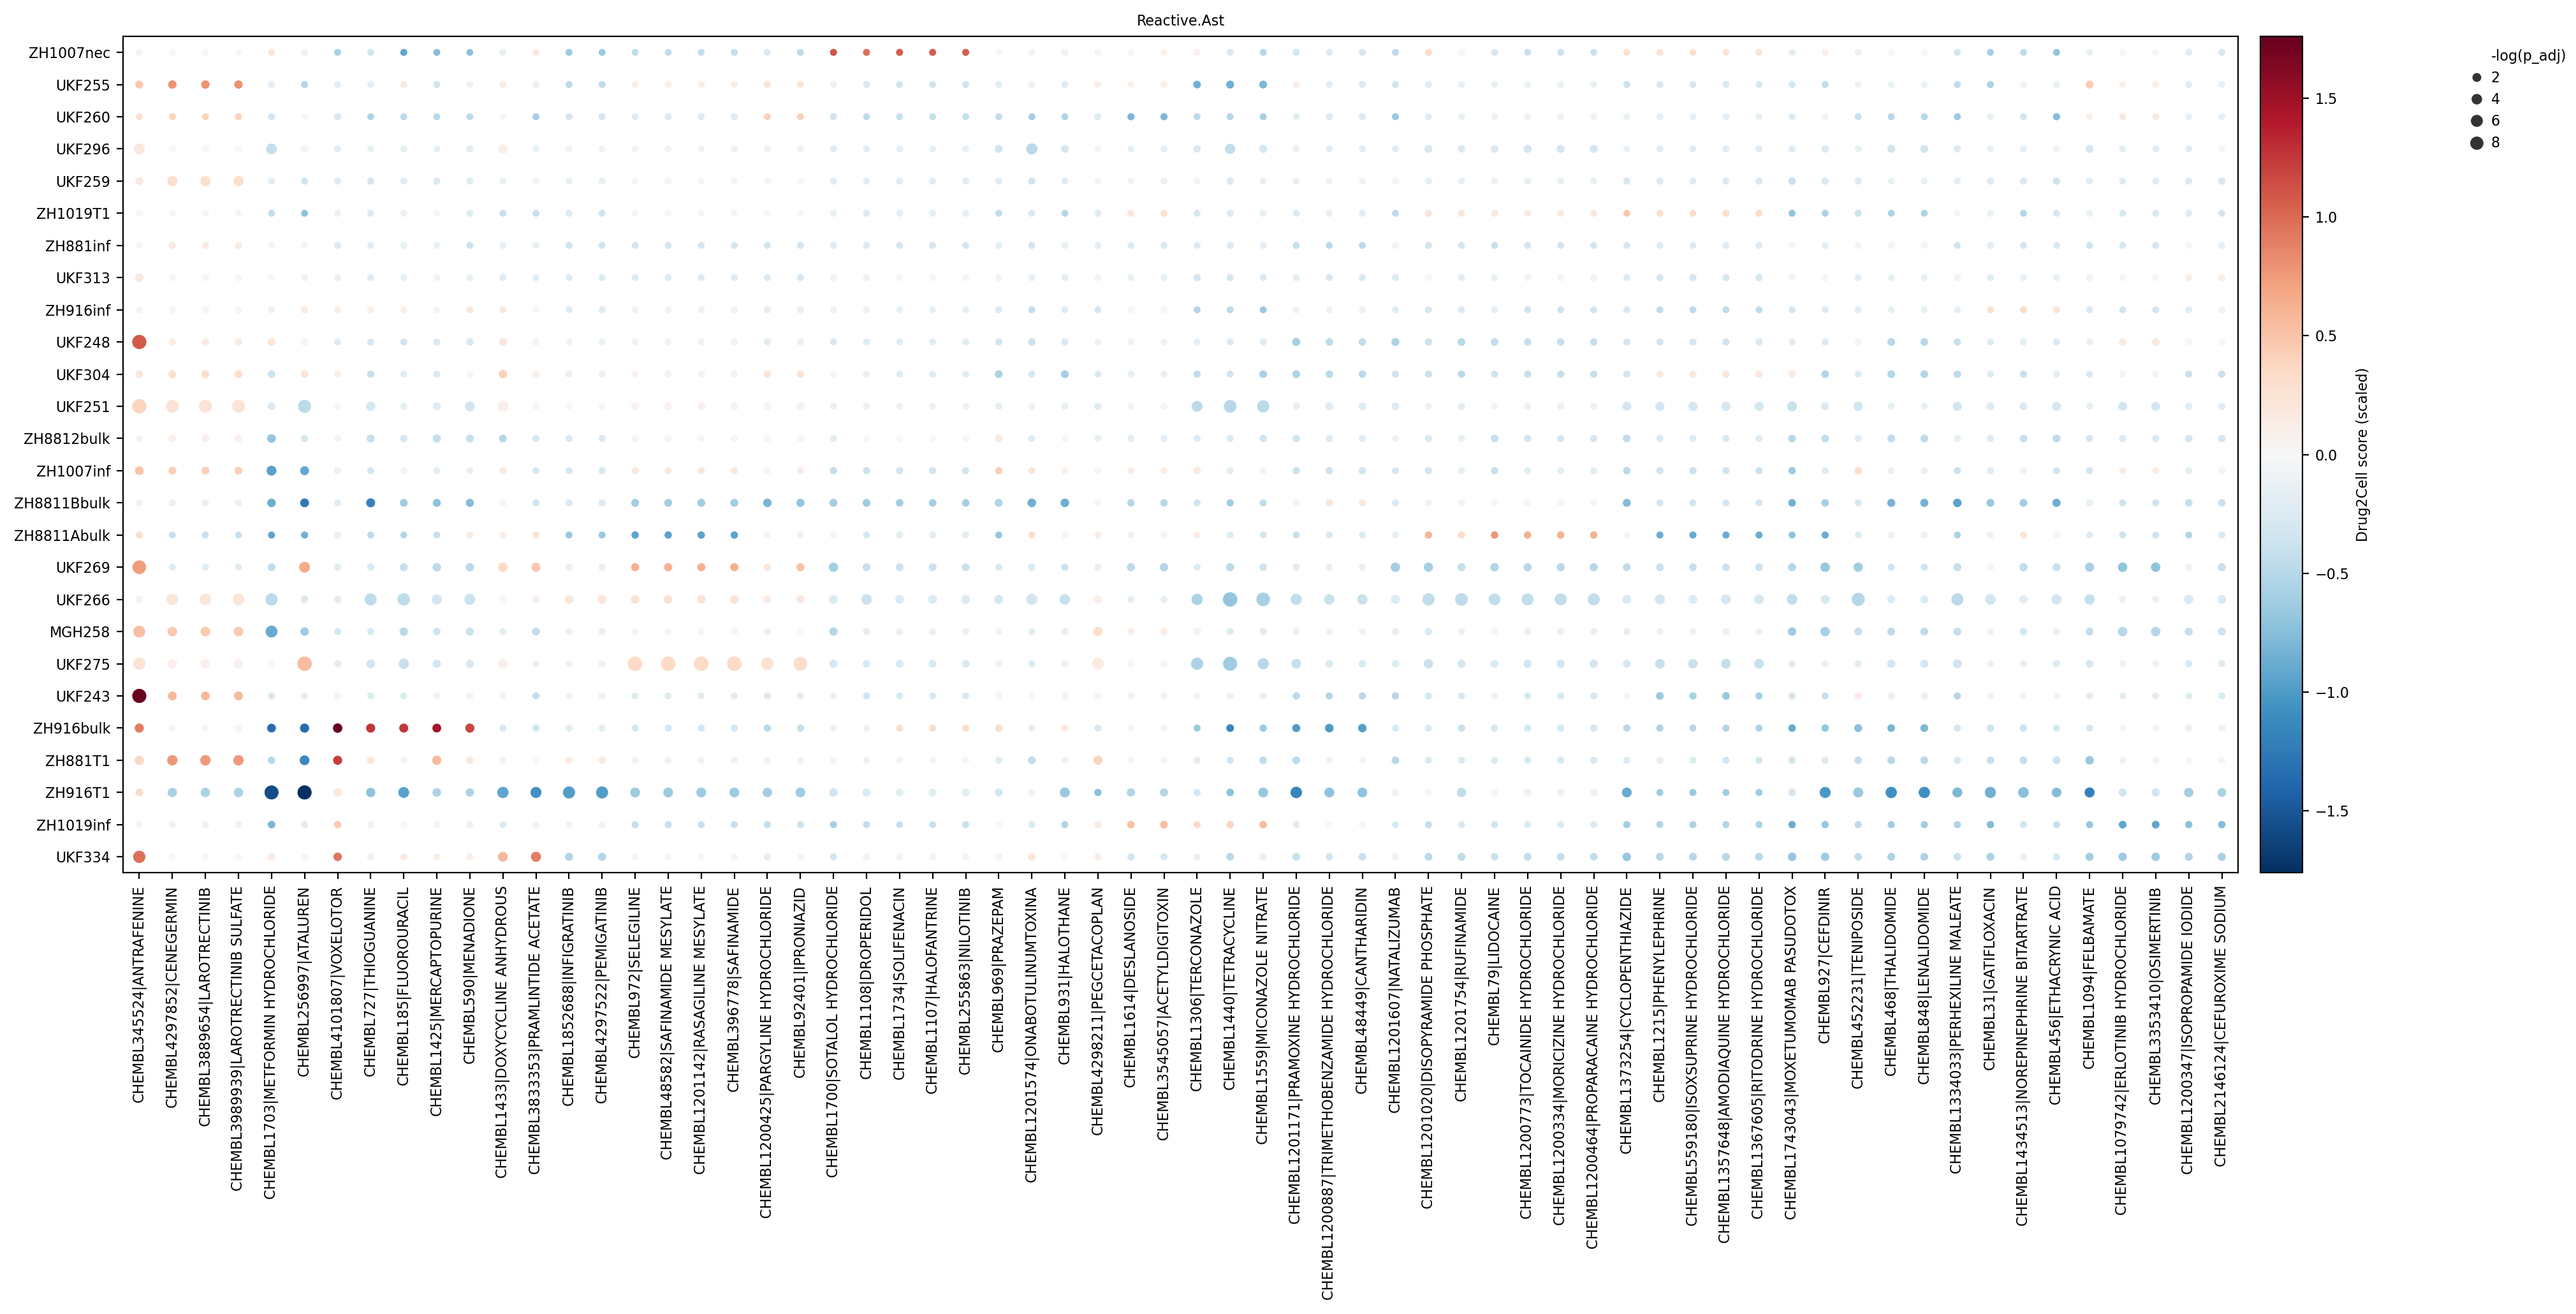 Reactive.Ast
ZH1007nec
UKF255
UKF260
UKF296
UKF259
ZH1019T1
ZH881inf
UKF313
ZH916inf
UKF248
UKF304
UKF251
ZH8812bulk
ZH1007inf
ZH8811Bbulk
ZH8811Abulk
UKF269
UKF266
MGH258
UKF275
UKF243
ZH916bulk
ZH881T1
ZH916T1
ZH1019inf
UKF334
CHEMBL345524|ANTRAFENINE
CHEMBL4297852|CENEGERMIN
CHEMBL3889654|LAROTRECTINIB
CHEMBL3989939|LAROTRECTINIB SULFATE
CHEMBL1703|METFORMIN HYDROCHLORIDE
CHEMBL256997|ATALUREN
CHEMBL4101807|VOXELOTOR
CHEMBL727|THIOGUANINE
CHEMBL185|FLUOROURACIL
CHEMBL1425|MERCAPTOPURINE
CHEMBL590|MENADIONE
CHEMBL1433|DOXYCYCLINE ANHYDROUS
CHEMBL3833353|PRAMLINTIDE ACETATE
CHEMBL1852688|INFIGRATINIB
CHEMBL4297522|PEMIGATINIB
CHEMBL972|SELEGILINE
CHEMBL48582|SAFINAMIDE MESYLATE
CHEMBL1201142|RASAGILINE MESYLATE
CHEMBL396778|SAFINAMIDE
CHEMBL1200425|PARGYLINE HYDROCHLORIDE
CHEMBL92401|IPRONIAZID
CHEMBL1700|SOTALOL HYDROCHLORIDE
CHEMBL1108|DROPERIDOL
CHEMBL1734|SOLIFENACIN
CHEMBL1107|HALOFANTRINE
CHEMBL255863|NILOTINIB
CHEMBL969|PRAZEPAM
CHEMBL1201574|ONABOTULINUMTOXINA
CHEMBL931|HALOTHANE
CHEMBL4298211|PEGCETACOPLAN
CHEMBL1614|DESLANOSIDE
CHEMBL3545057|ACETYLDIGITOXIN
CHEMBL1306|TERCONAZOLE
CHEMBL1440|TETRACYCLINE
CHEMBL1559|MICONAZOLE NITRATE
CHEMBL1201171|PRAMOXINE HYDROCHLORIDE
CHEMBL1200887|TRIMETHOBENZAMIDE HYDROCHLORIDE
CHEMBL48449|CANTHARIDIN
CHEMBL1201607|NATALIZUMAB
CHEMBL1201020|DISOPYRAMIDE PHOSPHATE
CHEMBL1201754|RUFINAMIDE
CHEMBL79|LIDOCAINE
CHEMBL1200773|TOCAINIDE HYDROCHLORIDE
CHEMBL1200334|MORICIZINE HYDROCHLORIDE
CHEMBL1200464|PROPARACAINE HYDROCHLORIDE
CHEMBL1373254|CYCLOPENTHIAZIDE
CHEMBL1215|PHENYLEPHRINE
CHEMBL559180|ISOXSUPRINE HYDROCHLORIDE
CHEMBL1357648|AMODIAQUINE HYDROCHLORIDE
CHEMBL1367605|RITODRINE HYDROCHLORIDE
CHEMBL1743043|MOXETUMOMAB PASUDOTOX
CHEMBL927|CEFDINIR
CHEMBL452231|TENIPOSIDE
CHEMBL468|THALIDOMIDE
CHEMBL848|LENALIDOMIDE
CHEMBL1334033|PERHEXILINE MALEATE
CHEMBL31|GATIFLOXACIN
CHEMBL1434513|NOREPINEPHRINE BITARTRATE
CHEMBL456|ETHACRYNIC ACID
CHEMBL1094|FELBAMATE
CHEMBL1079742|ERLOTINIB HYDROCHLORIDE
CHEMBL3353410|OSIMERTINIB
CHEMBL1200347|ISOPROPAMIDE IODIDE
CHEMBL2146124|CEFUROXIME SODIUM
1.5
1.0
0.5
0.0
−0.5
−1.0
−1.5
Drug2Cell score (scaled)
-log(p_adj)
2
4
6
8